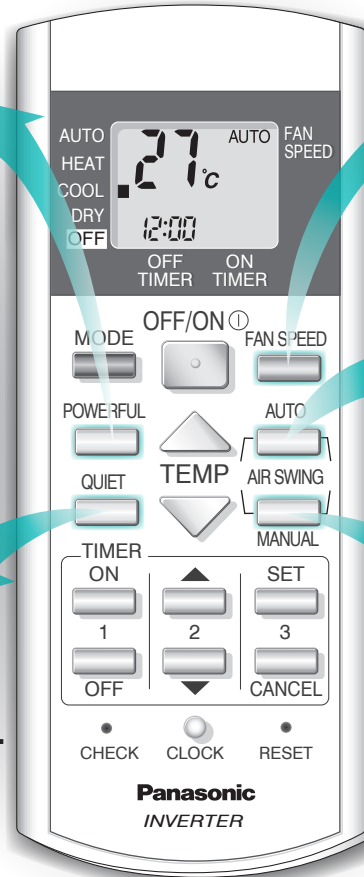 AUTO
HEAT
COOL
DRY
OFF
27°C
AUTO
12:00
FAN
SPEED
OFF
TIMER
ON
TIMER
OFF/ON
MODE
FAN SPEED
POWERFUL
AUTO
TEMP
QUIET
AIR SWING
MANUAL
TIMER
ON
SET
1
2
3
OFF
CANCEL
CHECK
CLOCK
RESET
Panasonic
INVERTER